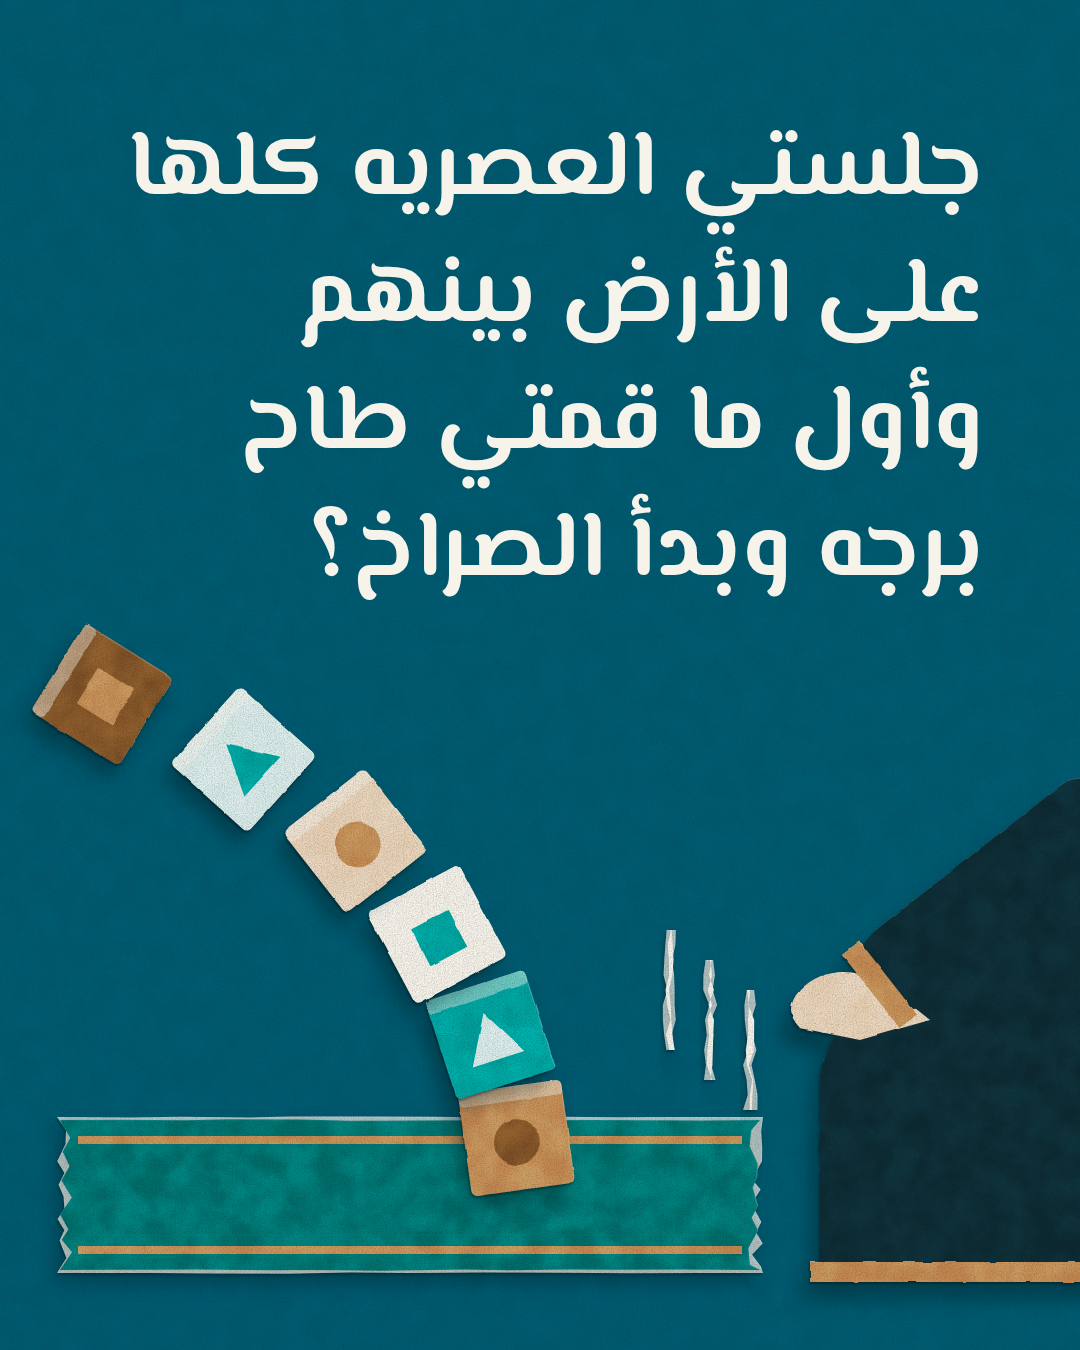 جلستي العصريه كلها
على الأرض بينهم
وأول ما قمتي طاح
برجه وبدأ الصراخ؟